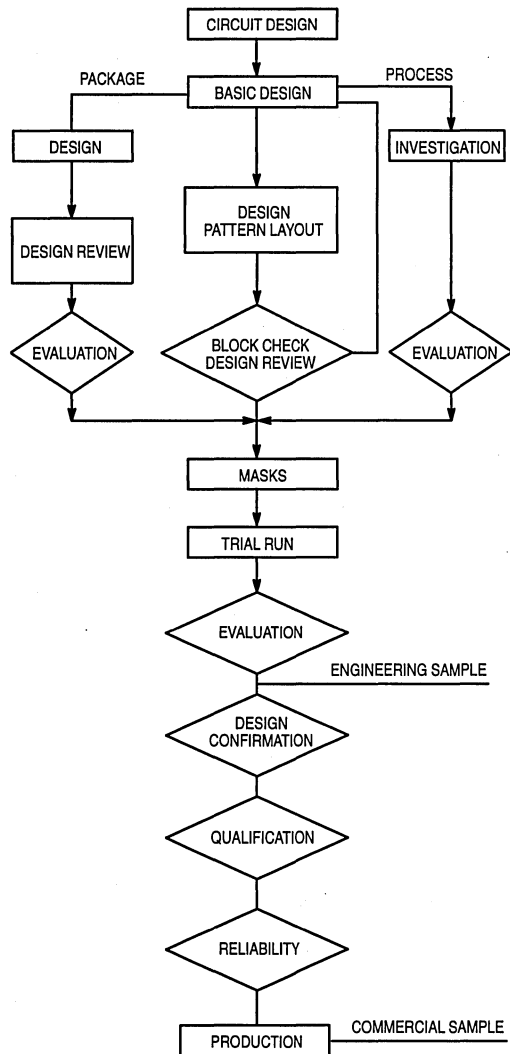 CIRCUIT DESIGN
PACKAGE
BASIC DESIGN
PROCESS
DESIGN
INVESTIGATION
DESIGN
PATTERN LAYOUT
DESIGN REVIEW
EVALUATION
BLOCK CHECK
DESIGN REVIEW
EVALUATION
MASKS
TRIAL RUN
EVALUATION
ENGINEERING SAMPLE
DESIGN
CONFIRMATION
QUALIFICATION
RELIABILITY
COMMERCIAL SAMPLE
PRODUCTION